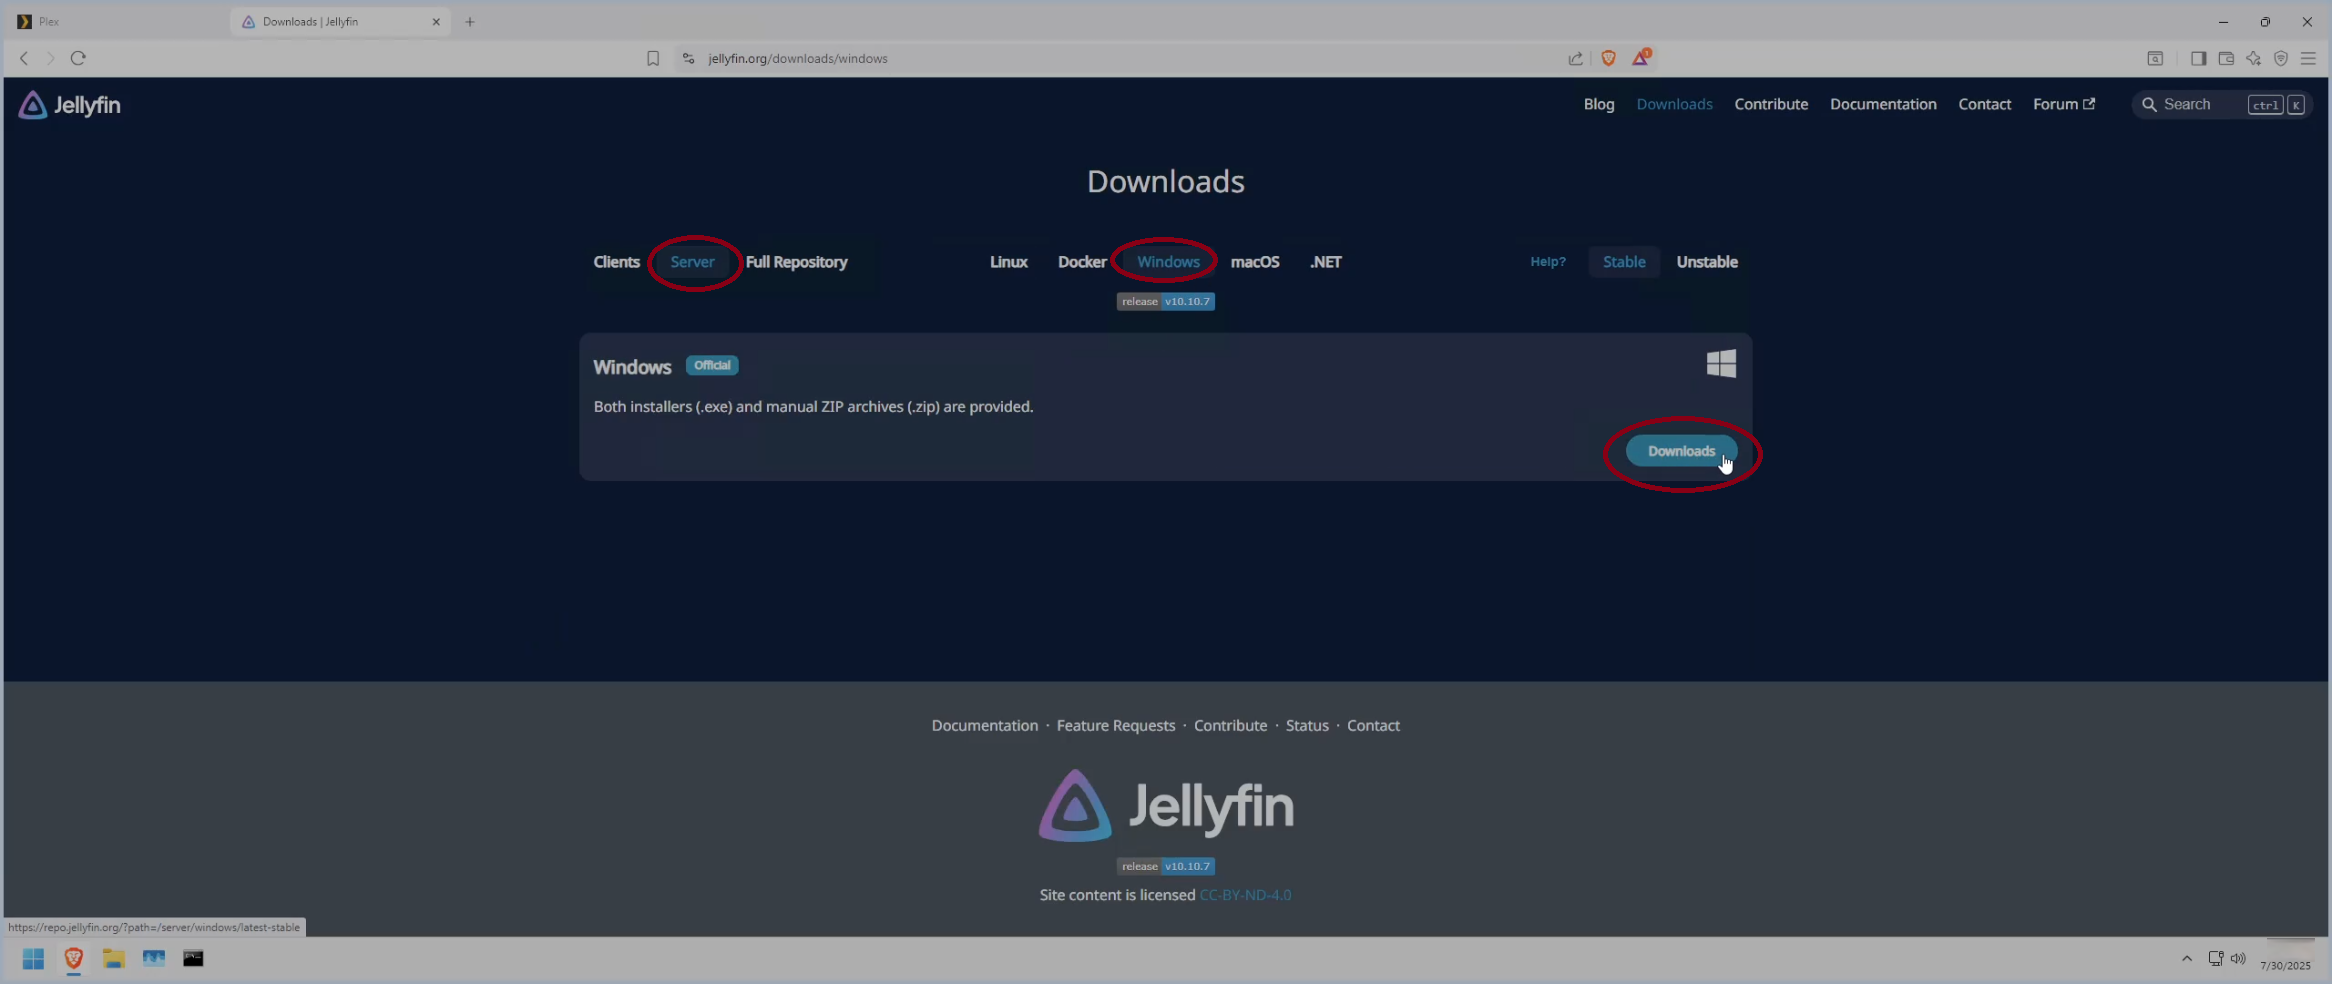 Plex
Downloads | Jellyfin
jellyfin.org/downloads/windows
1
Jellyfin
Blog Downloads Contribute Documentation Contact Forum Search ctrl K
Downloads
Clients Server Full Repository Linux Docker Windows macOS .NET Help? Stable Unstable
release v10.10.7
Windows Official
Both installers (.exe) and manual ZIP archives (.zip) are provided.
Downloads
Documentation · Feature Requests · Contribute · Status · Contact
Jellyfin
release v10.10.7
Site content is licensed CC-BY-ND-4.0
https://repo.jellyfin.org/?path=/server/windows/latest-stable
7/30/2025